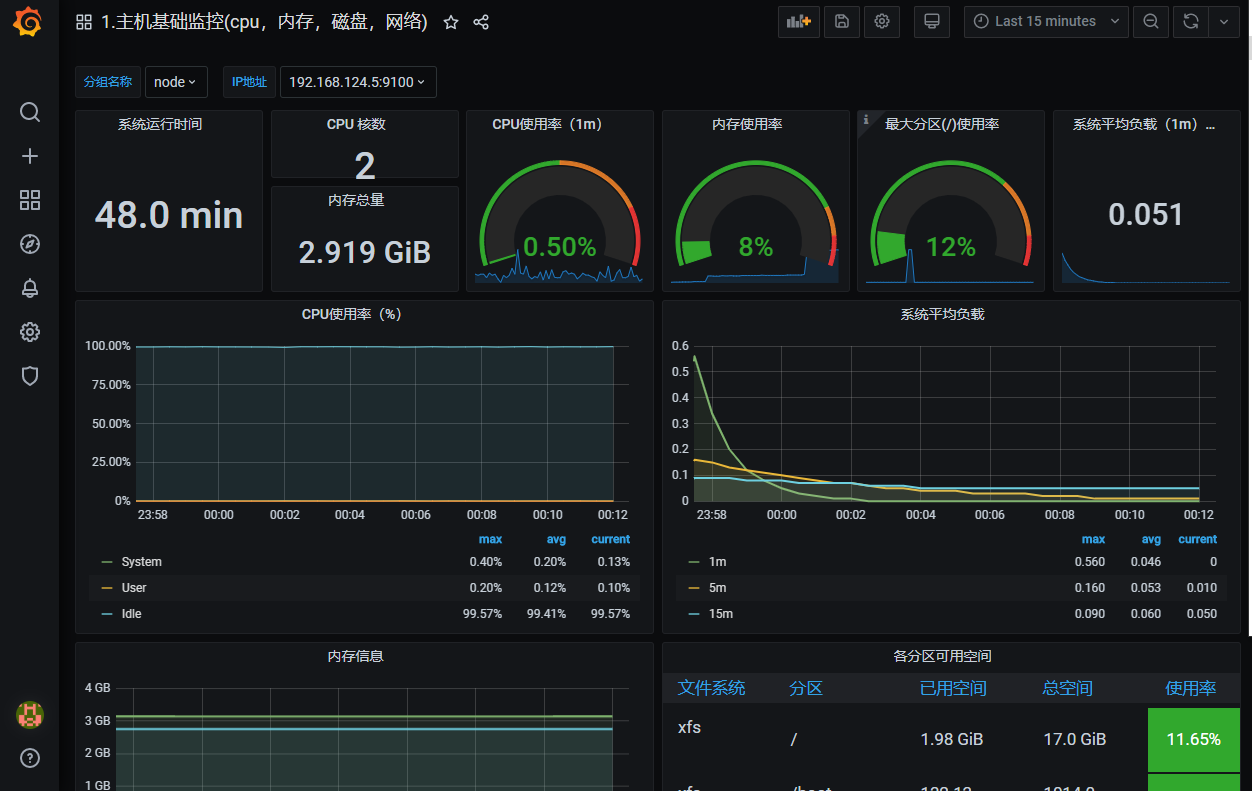 1.主机基础监控(cpu，内存，磁盘，网络)
Last 15 minutes
分组名称 node IP地址 192.168.124.5:9100
系统运行时间
48.0 min
CPU 核数
2
内存总量
2.919 GiB
CPU使用率（1m）
0.50%
内存使用率
8%
i
最大分区(/)使用率
12%
系统平均负载（1m）...
0.051
CPU使用率（%）
100.00%
75.00%
50.00%
25.00%
0%
23:58 00:00 00:02 00:04 00:06 00:08 00:10 00:12
max avg current
System 0.40% 0.20% 0.13%
User 0.20% 0.12% 0.10%
Idle 99.57% 99.41% 99.57%
系统平均负载
0.6
0.5
0.4
0.3
0.2
0.1
0
23:58 00:00 00:02 00:04 00:06 00:08 00:10 00:12
max avg current
1m 0.560 0.046 0
5m 0.160 0.053 0.010
15m 0.090 0.060 0.050
内存信息
4 GB
3 GB
2 GB
1 GB
各分区可用空间
文件系统 分区 已用空间 总空间 使用率
xfs / 1.98 GiB 17.0 GiB 11.65%